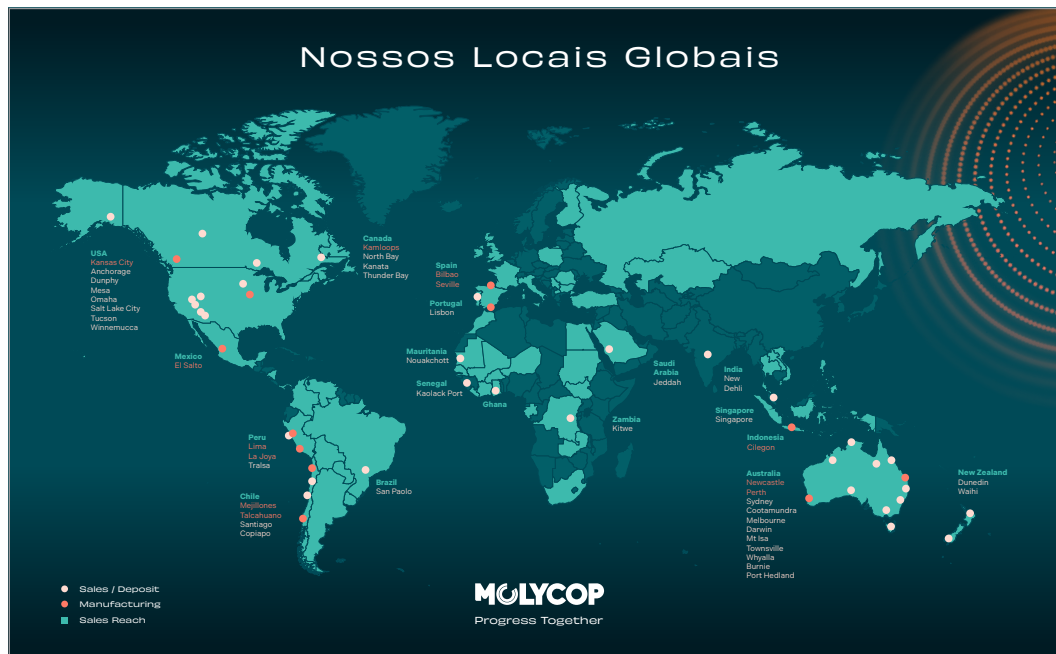 Nossos Locais Globais
USA
Kansas City
Anchorage
Dunphy
Mesa
Omaha
Salt Lake City
Tucson
Winnemucca
Canada
Kamloops
North Bay
Kanata
Thunder Bay
Mexico
El Salto
Spain
Bilbao
Seville
Portugal
Lisbon
Mauritania
Nouakchott
Senegal
Kaolack Port
Ghana
Saudi
Arabia
Jeddah
India
New
Dehli
Zambia
Kitwe
Singapore
Singapore
Indonesia
Cilegon
Peru
Lima
La Joya
Tralsa
Brazil
San Paolo
Chile
Mejillones
Talcahuano
Santiago
Copiapo
Australia
Newcastle
Perth
Sydney
Cootamundra
Melbourne
Darwin
Mt Isa
Townsville
Whyalla
Burnie
Port Hedland
New Zealand
Dunedin
Waihi
Sales / Deposit
Manufacturing
Sales Reach
MOLYCOP
Progress Together